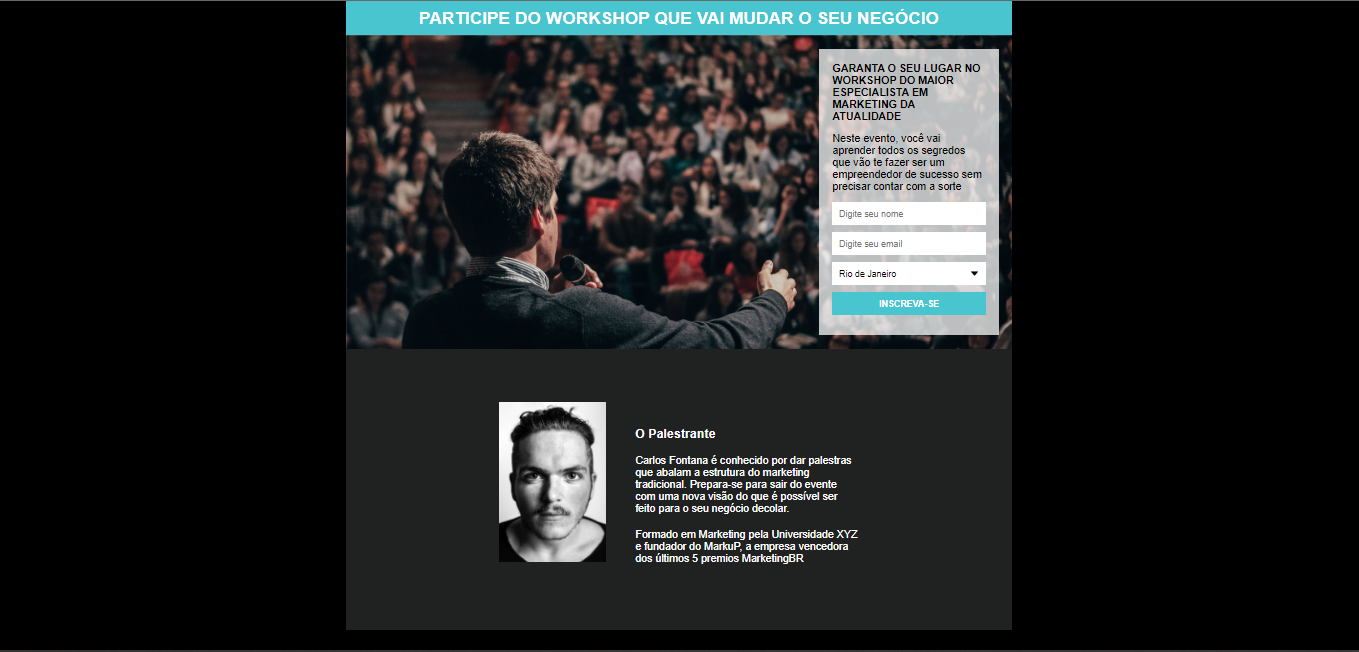 PARTICIPE DO WORKSHOP QUE VAI MUDAR O SEU NEGÓCIO
GARANTA O SEU LUGAR NO
WORKSHOP DO MAIOR
ESPECIALISTA EM
MARKETING DA
ATUALIDADE
Neste evento, você vai
aprender todos os segredos
que vão te fazer ser um
empreendedor de sucesso sem
precisar contar com a sorte
Digite seu nome
Digite seu email
Rio de Janeiro
INSCREVA-SE
O Palestrante
Carlos Fontana é conhecido por dar palestras
que abalam a estrutura do marketing
tradicional. Prepara-se para sair do evente
com uma nova visão do que é possível ser
feito para o seu negócio decolar.
Formado em Marketing pela Universidade XYZ
e fundador do MarkuP, a empresa vencedora
dos últimos 5 premios MarketingBR